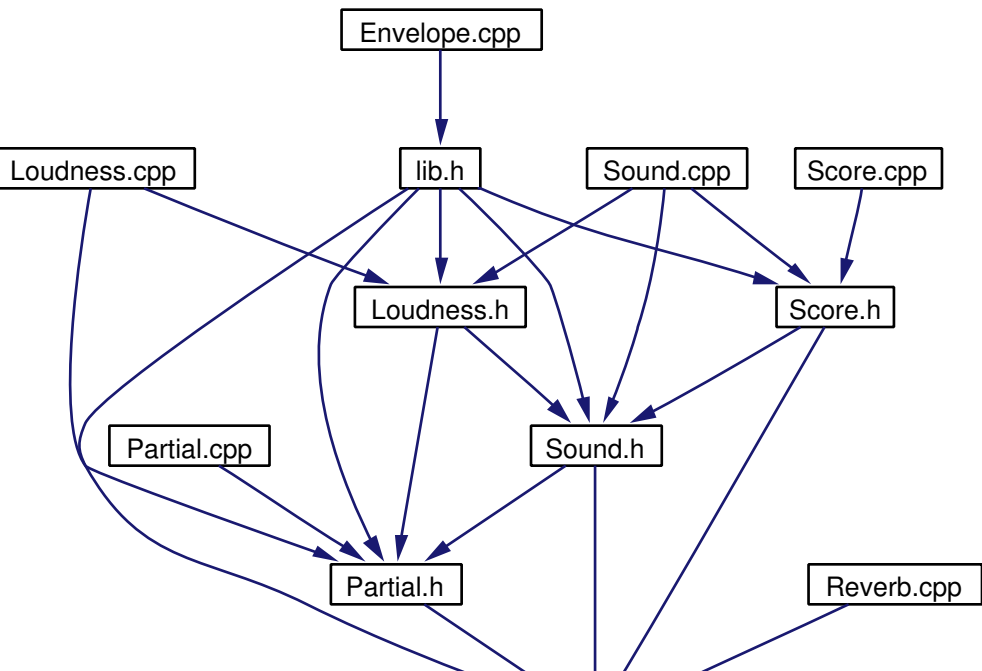 Envelope.cpp
Loudness.cpp
lib.h
Sound.cpp
Score.cpp
Loudness.h
Score.h
Partial.cpp
Sound.h
Partial.h
Reverb.cpp